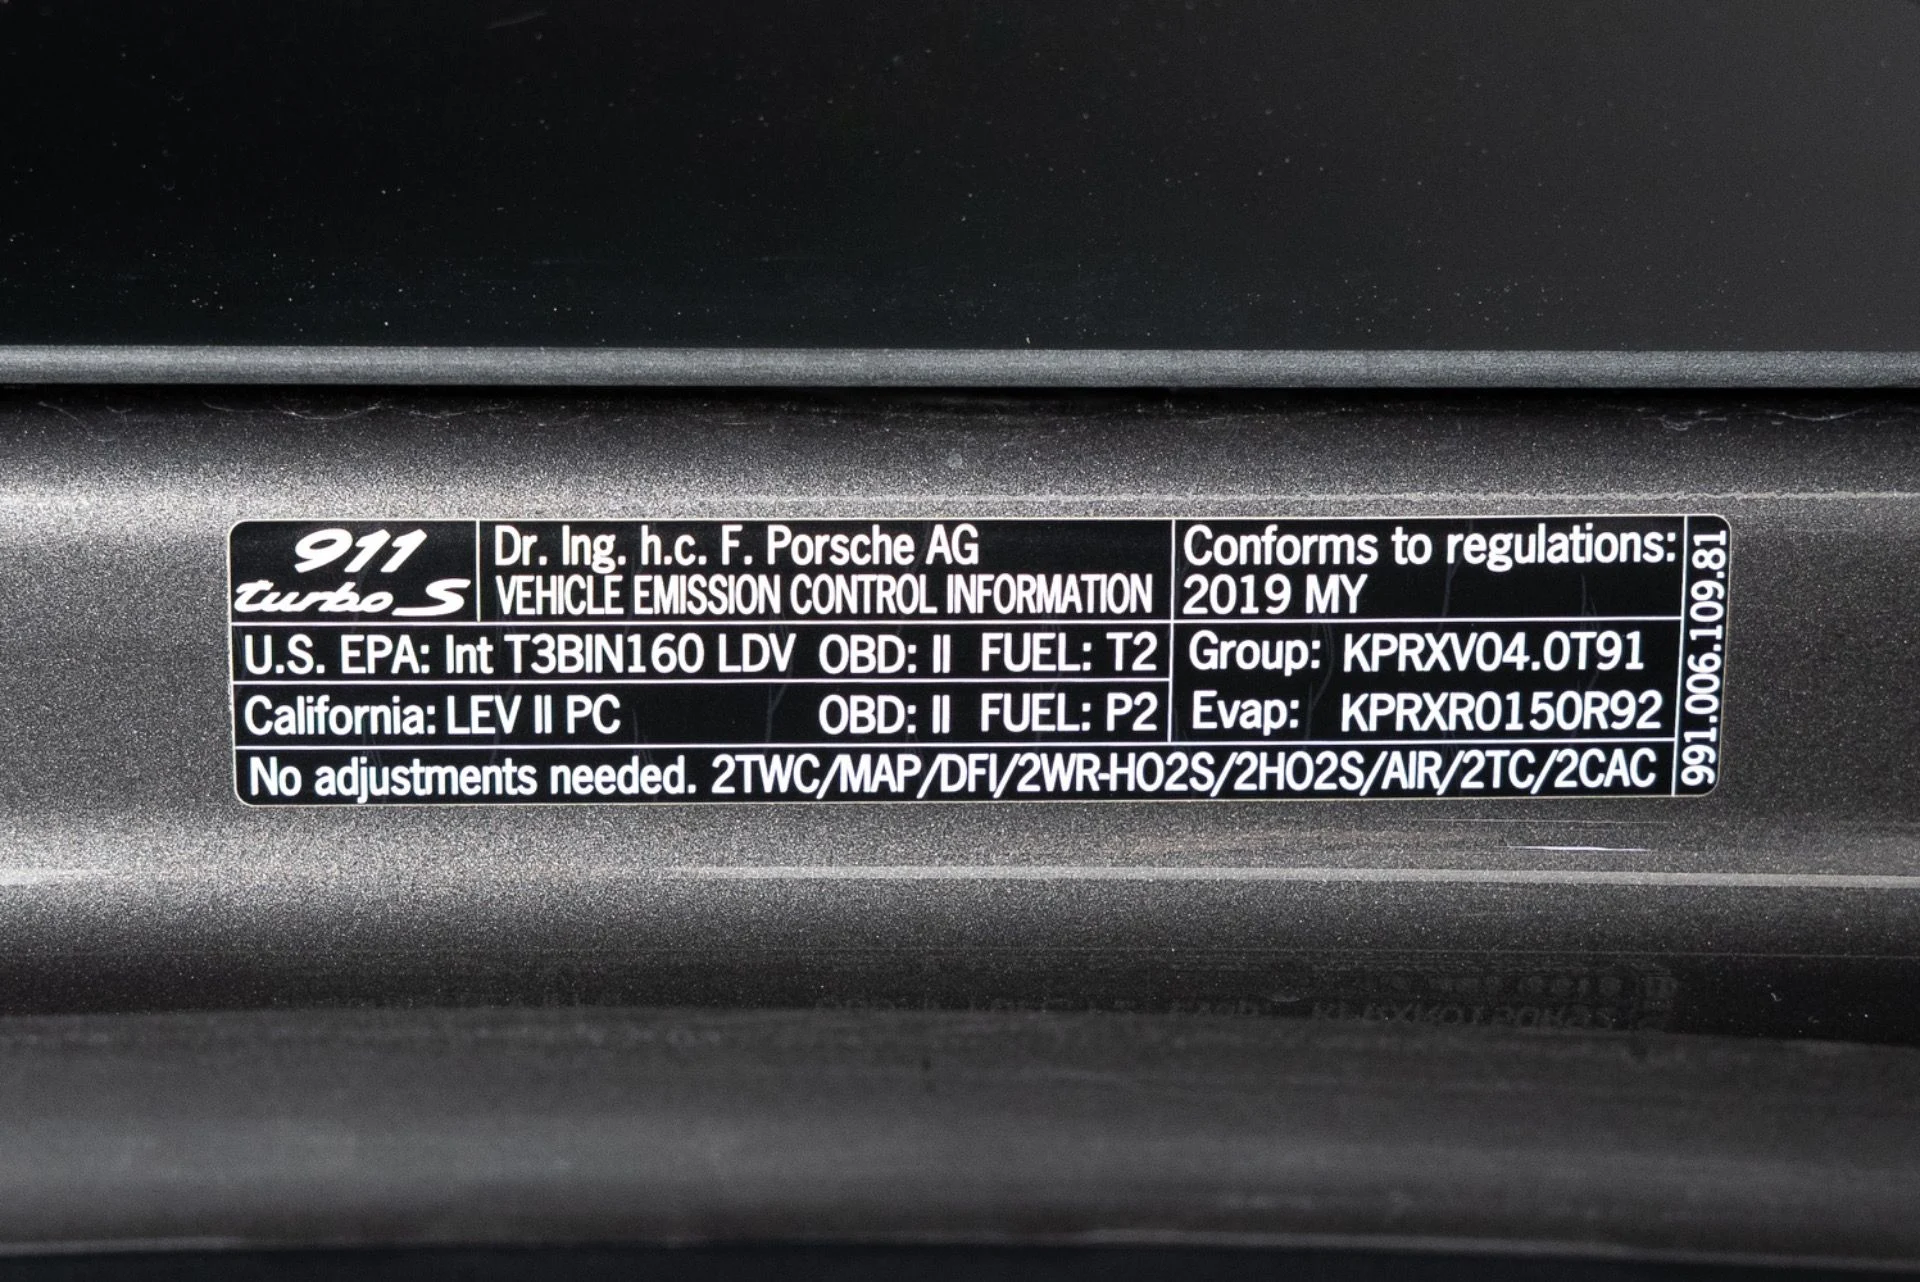 911
turbo S
Dr. Ing. h.c. F. Porsche AG
VEHICLE EMISSION CONTROL INFORMATION
Conforms to regulations:
2019 MY
U.S. EPA: Int T3BIN160 LDV OBD: II FUEL: T2
California: LEV II PC OBD: II FUEL: P2
Group: KPRXV04.0T91
Evap: KPRXR0150R92
No adjustments needed. 2TWC/MAP/DFI/2WR-HO2S/2HO2S/AIR/2TC/2CAC
991.006.109.81